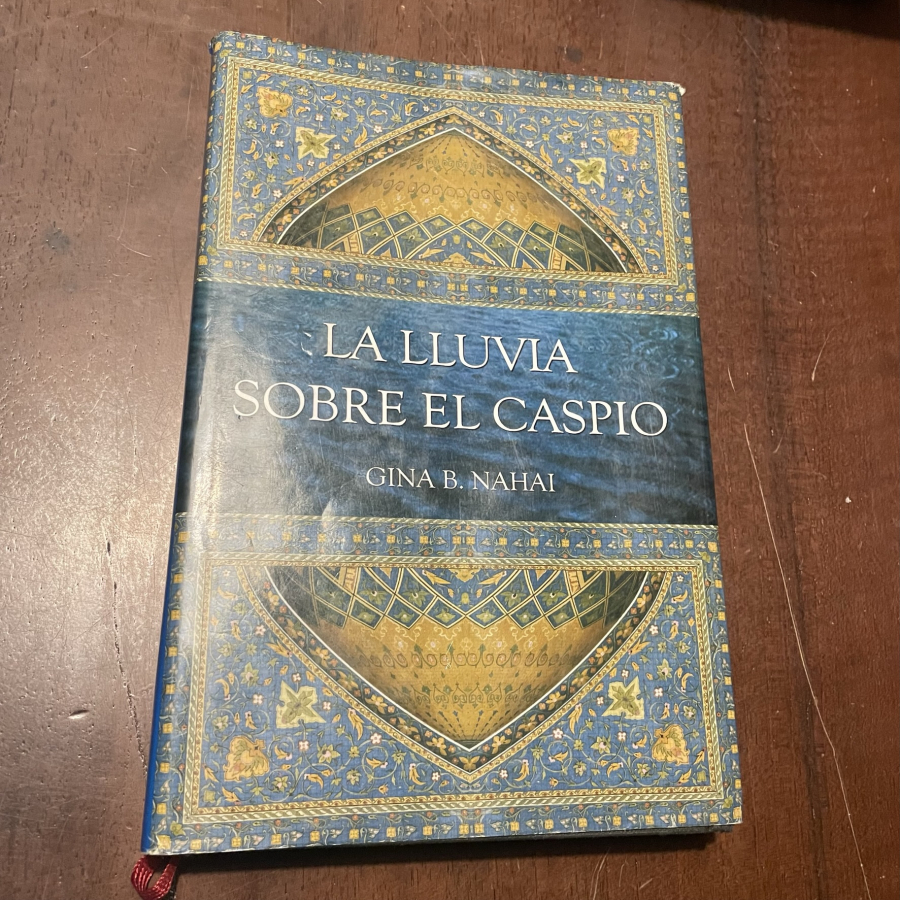 LA LLUVIA
SOBRE EL CASPIO
GINA B. NAHAI